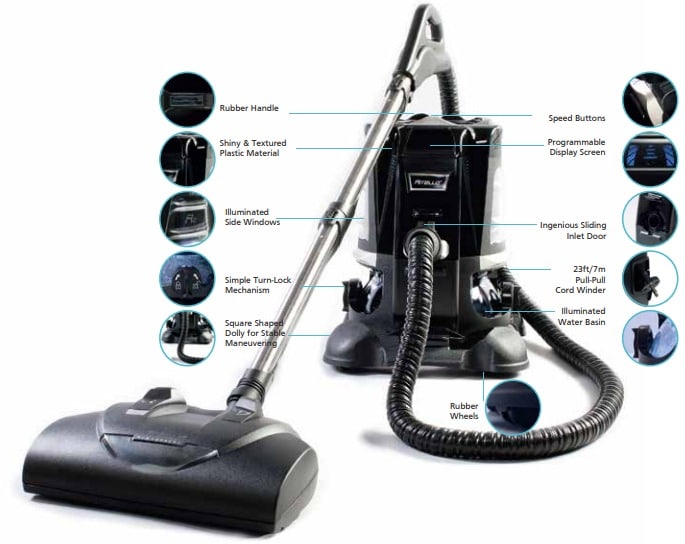 Rubber Handle
Shiny & Textured
Plastic Material
Illuminated
Side Windows
Simple Turn-Lock
Mechanism
Square Shaped
Dolly for Stable
Maneuvering
Speed Buttons
Programmable
Display Screen
Ingenious Sliding
Inlet Door
23ft/7m
Pull-Pull
Cord Winder
Illuminated
Water Basin
Rubber
Wheels